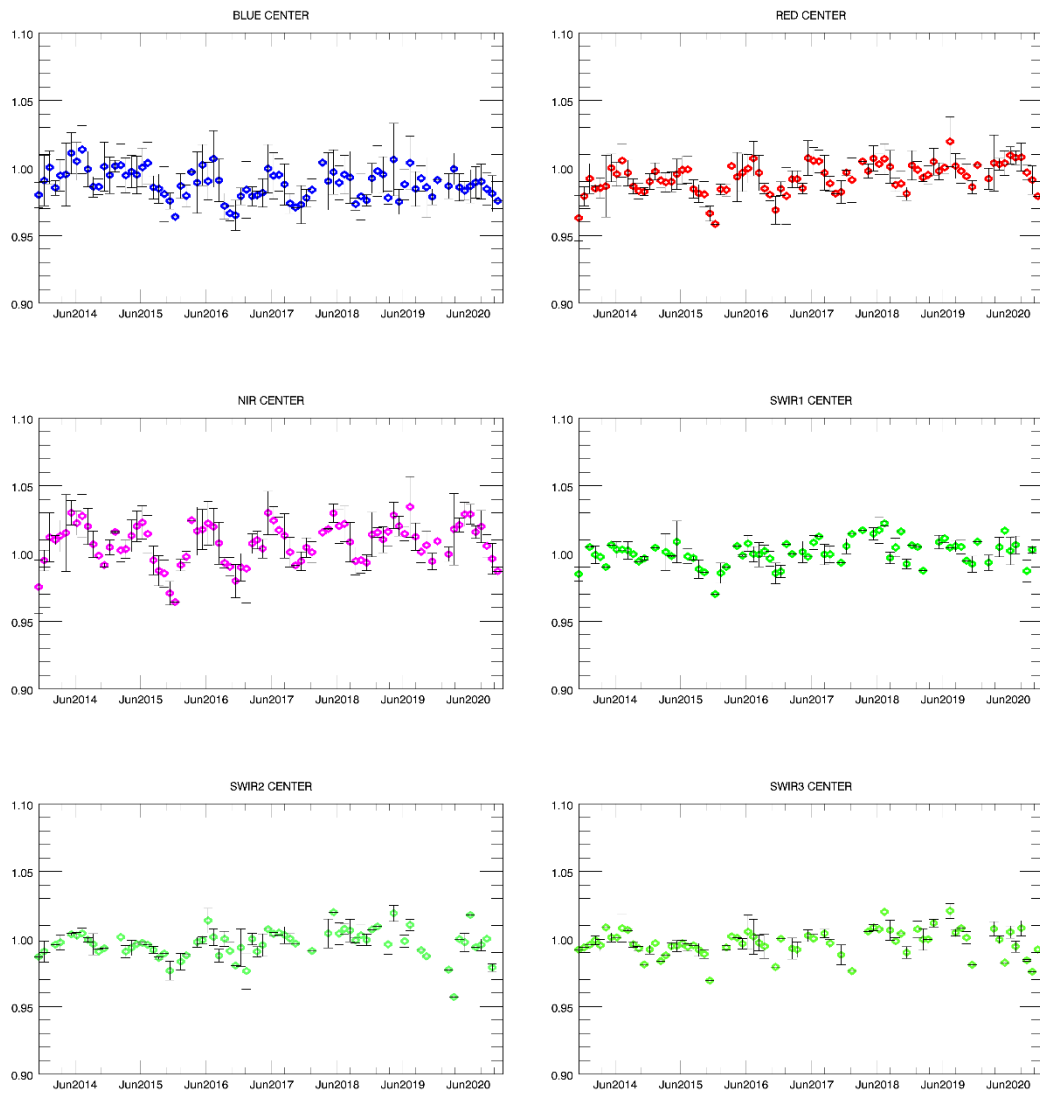 BLUE CENTER
1.10
1.05
1.00
0.95
0.90
Jun2014 Jun2015 Jun2016 Jun2017 Jun2018 Jun2019 Jun2020
RED CENTER
1.10
1.05
1.00
0.95
0.90
Jun2014 Jun2015 Jun2016 Jun2017 Jun2018 Jun2019 Jun2020
NIR CENTER
1.10
1.05
1.00
0.95
0.90
Jun2014 Jun2015 Jun2016 Jun2017 Jun2018 Jun2019 Jun2020
SWIR1 CENTER
1.10
1.05
1.00
0.95
0.90
Jun2014 Jun2015 Jun2016 Jun2017 Jun2018 Jun2019 Jun2020
SWIR2 CENTER
1.10
1.05
1.00
0.95
0.90
Jun2014 Jun2015 Jun2016 Jun2017 Jun2018 Jun2019 Jun2020
SWIR3 CENTER
1.10
1.05
1.00
0.95
0.90
Jun2014 Jun2015 Jun2016 Jun2017 Jun2018 Jun2019 Jun2020